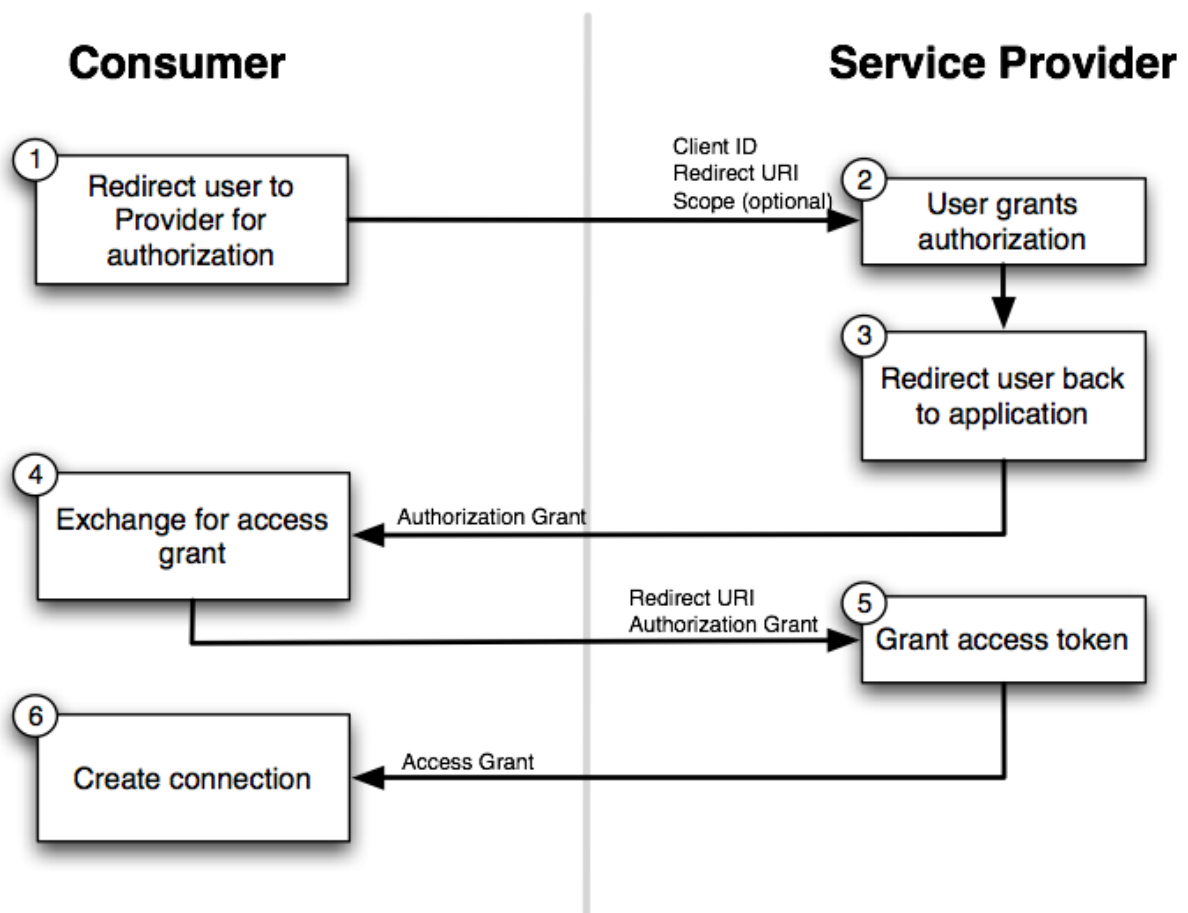 Consumer
Service Provider
1
Redirect user to
Provider for
authorization
Client ID
Redirect URI
Scope (optional)
2
User grants
authorization
3
Redirect user back
to application
4
Exchange for access
grant
Authorization Grant
Redirect URI
Authorization Grant
5
Grant access token
6
Create connection
Access Grant